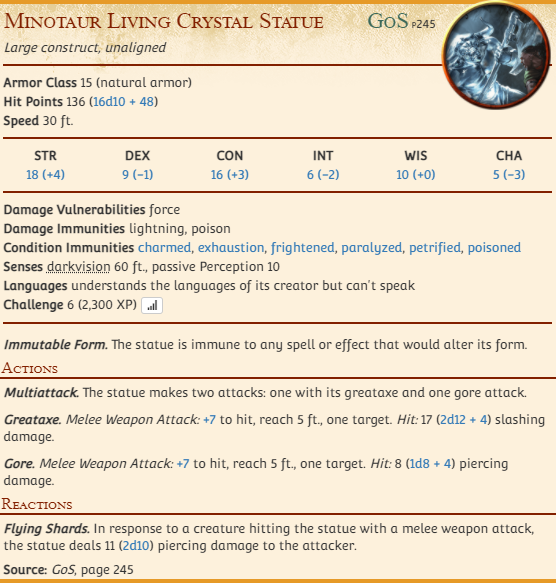 Minotaur Living Crystal Statue GoS p245
Large construct, unaligned
Armor Class 15 (natural armor)
Hit Points 136 (16d10 + 48)
Speed 30 ft.
STR DEX CON INT WIS CHA
18 (+4) 9 (−1) 16 (+3) 6 (−2) 10 (+0) 5 (−3)
Damage Vulnerabilities force
Damage Immunities lightning, poison
Condition Immunities charmed, exhaustion, frightened, paralyzed, petrified, poisoned
Senses darkvision 60 ft., passive Perception 10
Languages understands the languages of its creator but can't speak
Challenge 6 (2,300 XP)
Immutable Form. The statue is immune to any spell or effect that would alter its form.
Actions
Multiattack. The statue makes two attacks: one with its greataxe and one gore attack.
Greataxe. Melee Weapon Attack: +7 to hit, reach 5 ft., one target. Hit: 17 (2d12 + 4) slashing
damage.
Gore. Melee Weapon Attack: +7 to hit, reach 5 ft., one target. Hit: 8 (1d8 + 4) piercing
damage.
Reactions
Flying Shards. In response to a creature hitting the statue with a melee weapon attack,
the statue deals 11 (2d10) piercing damage to the attacker.
Source: GoS, page 245